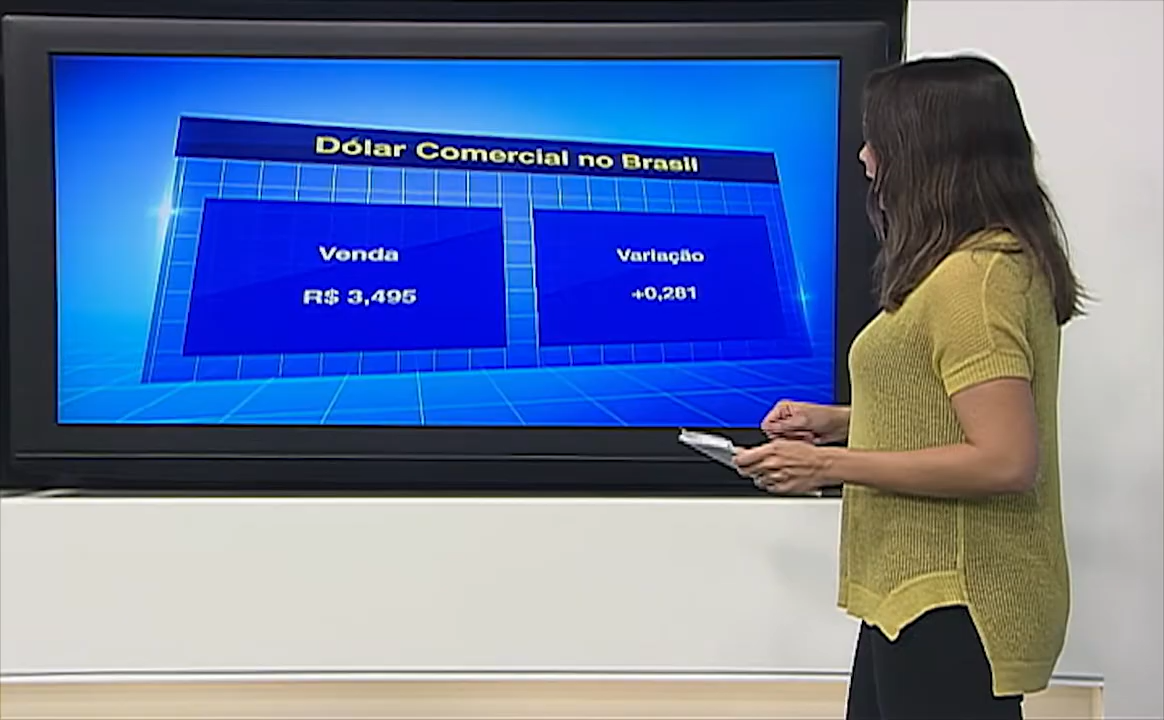 Dólar Comercial no Brasil
Venda
R$ 3,495
Variação
+0,281